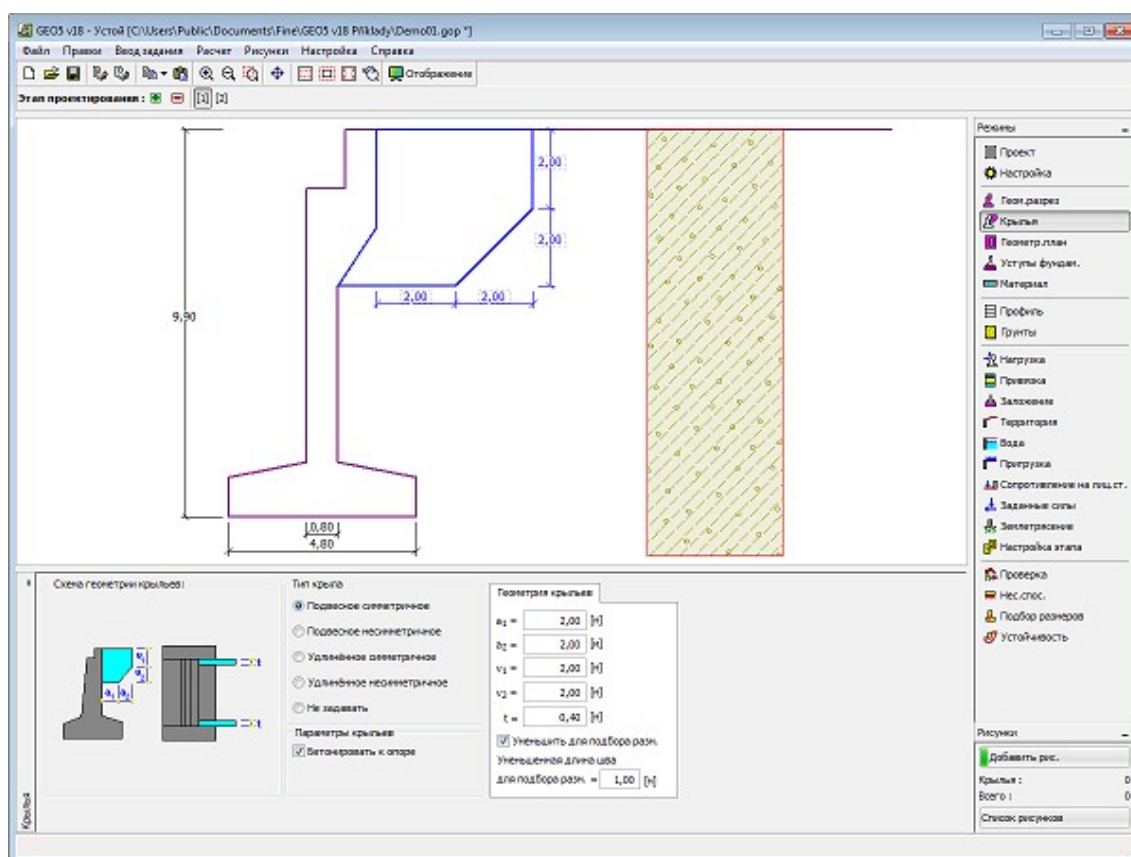 GEO5 v18 - Устой [C:\Users\Public\Documents\Fine\GEO5 v18 Příklady\Demo01.gop *]
Файл Правки Ввод задания Расчет Рисунки Настройка Справка
Отображение
Этап проектирования : [1] [2]
2,00
2,00
2,00 2,00
9,90
0,80
4,80
Режимы
Проект
Настройка
Геом.разрез
Крылья
Геометр.план
Уступы фундам.
Материал
Профиль
Грунты
Нагрузка
Привязка
Заложение
Территория
Вода
Пригрузка
Сопротивление на лиц.ст.
Заданные силы
Землетрясение
Настройка этапа
Проверка
Нес.спос.
Подбор размеров
Устойчивость
Рисунки
Добавить рис.
Крылья : 0
Всего : 0
Список рисунков
Крылья
Схема геометрии крыльев:
Тип крыла
Подвесное симметричное
Подвесное несимметричное
Удлинённое симметричное
Удлинённое несимметричное
Не задавать
Параметры крыльев
Бетонировать к опоре
Геометрия крыльев
a1 = 2,00 [м]
a2 = 2,00 [м]
v1 = 2,00 [м]
v2 = 2,00 [м]
t = 0,40 [м]
Уменьшить для подбора разм.
Уменьшенная длина шва
для подбора разм. = 1,00 [м]